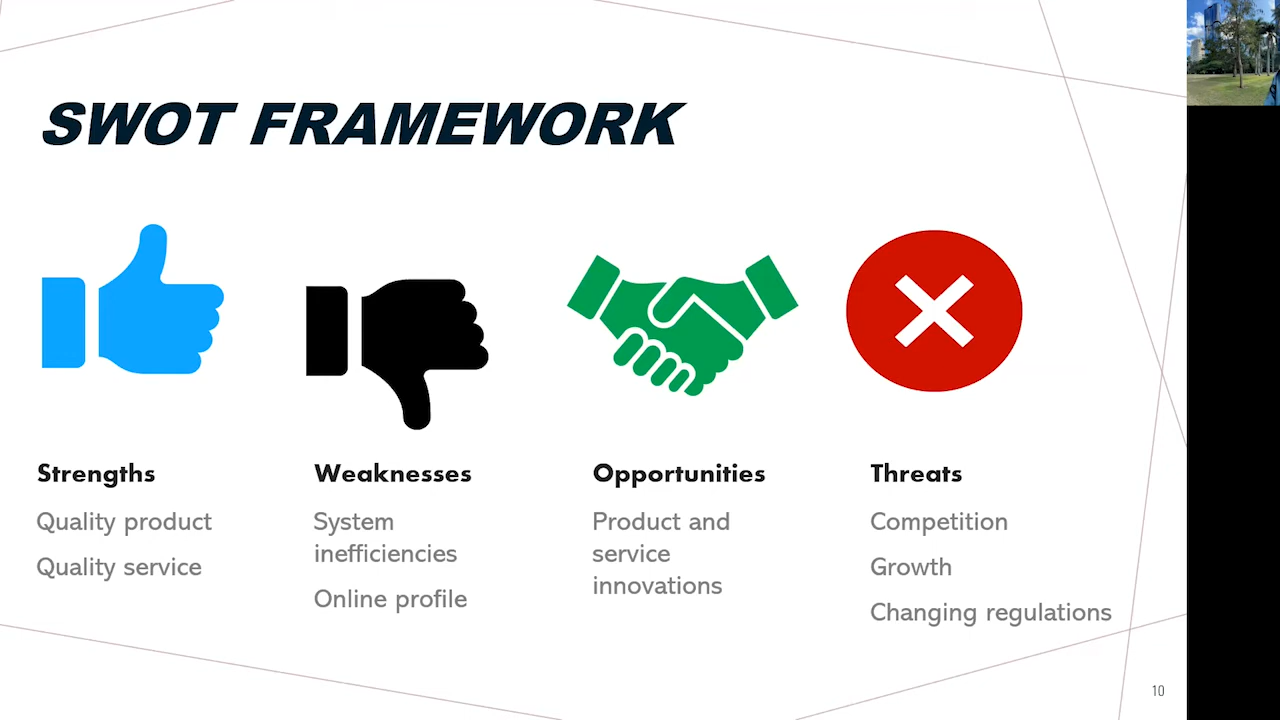 SWOT FRAMEWORK
Strengths
Quality product
Quality service
Weaknesses
System
inefficiencies
Online profile
Opportunities
Product and
service
innovations
Threats
Competition
Growth
Changing regulations
10